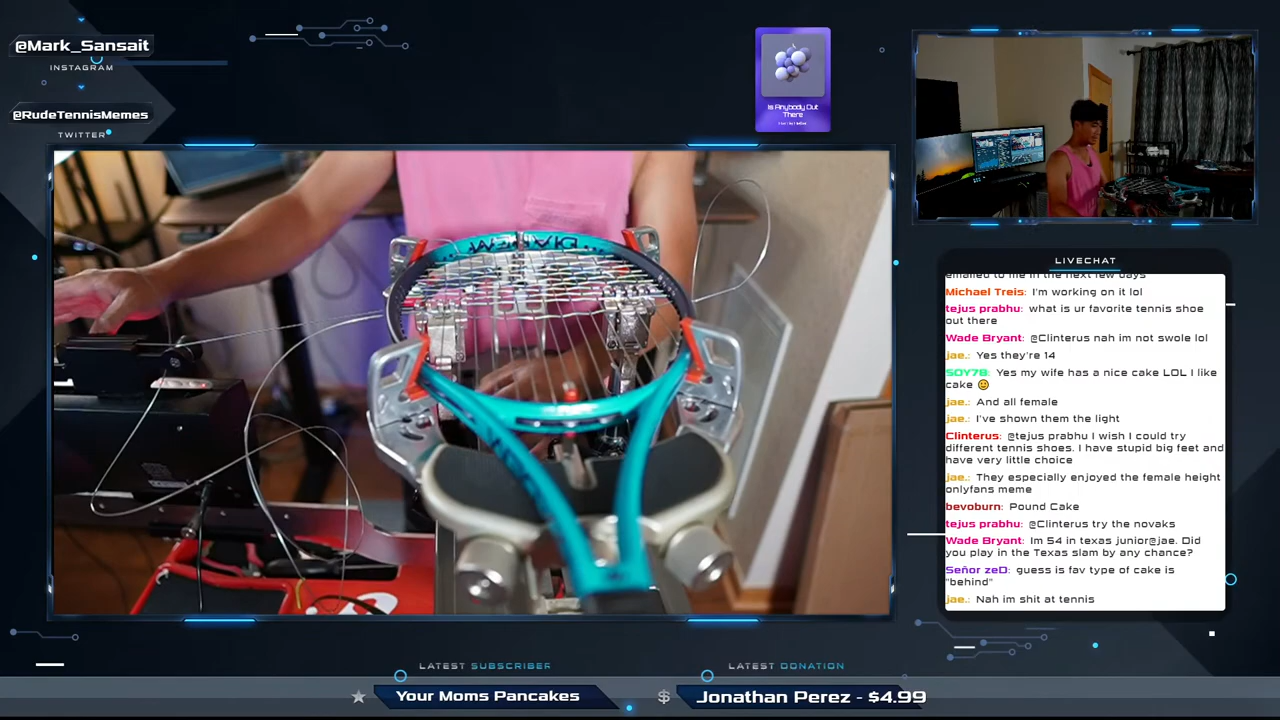 @Mark_Sansait
INSTAGRAM
@RudeTennisMemes
TWITTER
Is Anybody Out
There
DIADEM
LIVECHAT
emailed to me in the next few days
Michael Treis: I'm working on it lol
tejus prabhu: what is ur favorite tennis shoe
out there
Wade Bryant: @Clinterus nah im not swole lol
jae.: Yes they're 14
SOY78: Yes my wife has a nice cake LOL I like
cake 🙂
jae.: And all female
jae.: I've shown them the light
Clinterus: @tejus prabhu I wish I could try
different tennis shoes. I have stupid big feet and
have very little choice
jae.: They especially enjoyed the female height
onlyfans meme
bevoburn: Pound Cake
tejus prabhu: @Clinterus try the novaks
Wade Bryant: Im 54 in texas junior@jae. Did
you play in the Texas slam by any chance?
Señor zeD: guess is fav type of cake is
"behind"
jae.: Nah im shit at tennis
LATEST SUBSCRIBER
Your Moms Pancakes
LATEST DONATION
$ Jonathan Perez - $4.99